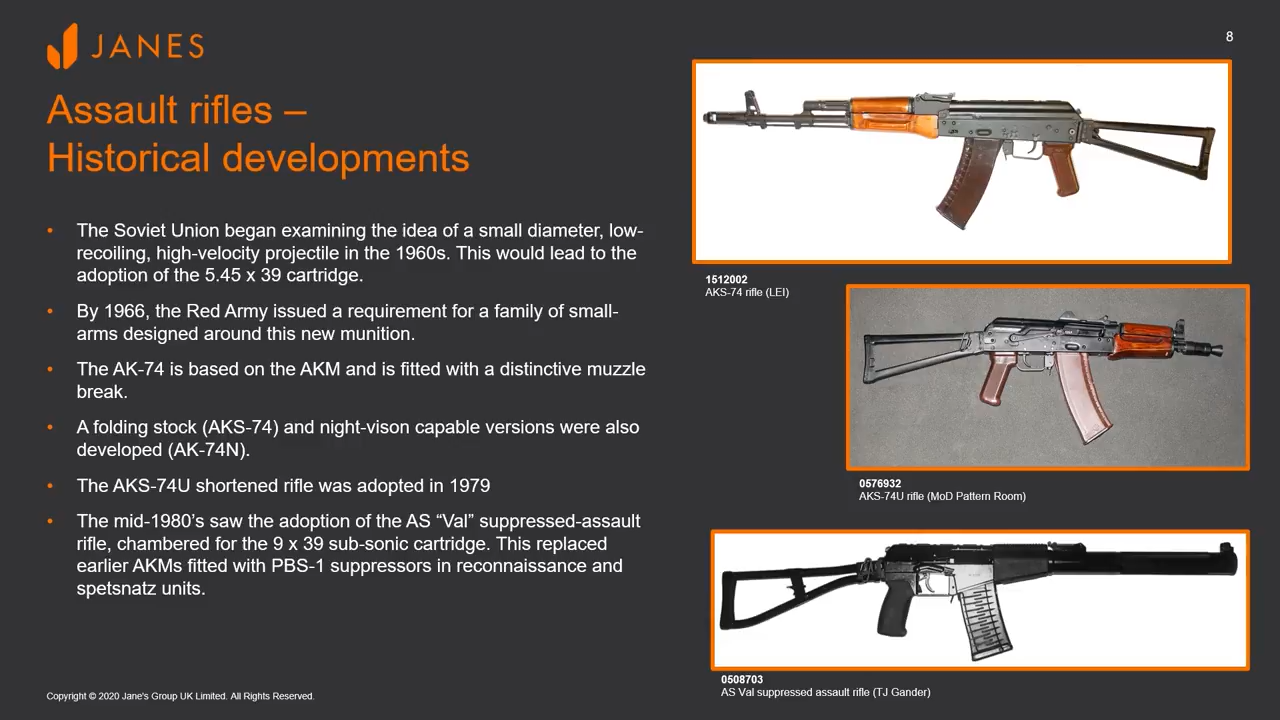 JANES
8
Assault rifles –
Historical developments
• The Soviet Union began examining the idea of a small diameter, low-
recoiling, high-velocity projectile in the 1960s. This would lead to the
adoption of the 5.45 x 39 cartridge.
• By 1966, the Red Army issued a requirement for a family of small-
arms designed around this new munition.
• The AK-74 is based on the AKM and is fitted with a distinctive muzzle
break.
• A folding stock (AKS-74) and night-vison capable versions were also
developed (AK-74N).
• The AKS-74U shortened rifle was adopted in 1979
• The mid-1980’s saw the adoption of the AS “Val” suppressed-assault
rifle, chambered for the 9 x 39 sub-sonic cartridge. This replaced
earlier AKMs fitted with PBS-1 suppressors in reconnaissance and
spetsnatz units.
1512002
AKS-74 rifle (LEI)
0576932
AKS-74U rifle (MoD Pattern Room)
0508703
AS Val suppressed assault rifle (TJ Gander)
Copyright © 2020 Jane's Group UK Limited. All Rights Reserved.